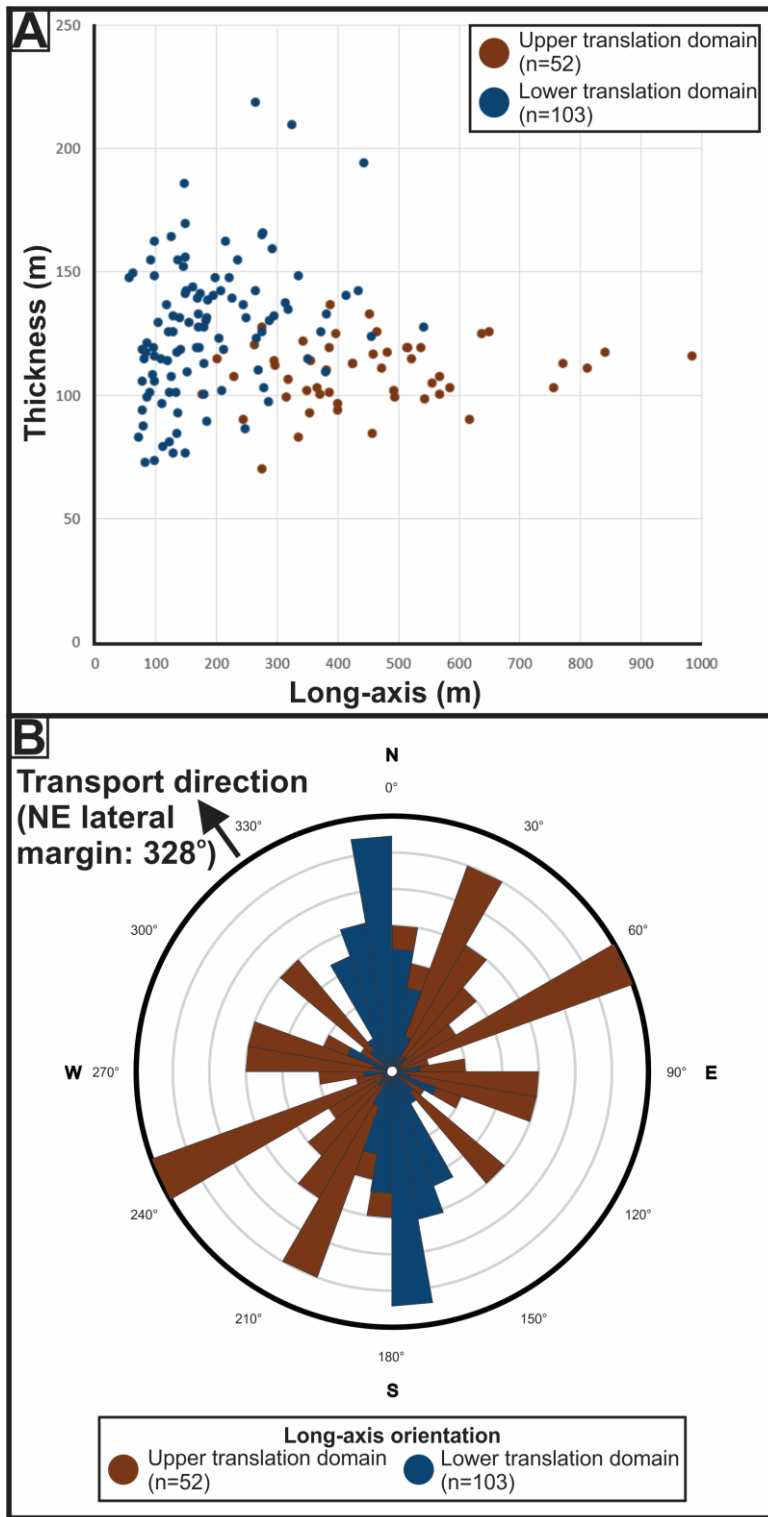 A
250
200
150
100
50
0
Thickness (m)
Upper translation domain
(n=52)
Lower translation domain
(n=103)
0 100 200 300 400 500 600 700 800 900 1000
Long-axis (m)
B
Transport direction
(NE lateral
margin: 328°)
N
0°
330°
30°
300°
60°
W 270°
90° E
240°
120°
210°
150°
180°
S
Long-axis orientation
Upper translation domain
(n=52)
Lower translation domain
(n=103)